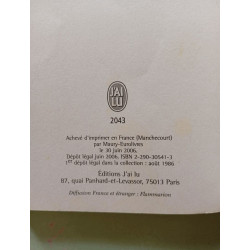 J'AI
LU
2043
Achevé d'imprimer en France (Manchecourt)
par Maury-Eurolivres
le 30 juin 2006.
Dépôt légal juin 2006. ISBN 2-290-30541-3
1er dépôt légal dans la collection : août 1986
Éditions J'ai lu
87, quai Panhard-et-Levassor, 75013 Paris
Diffusion France et étranger : Flammarion